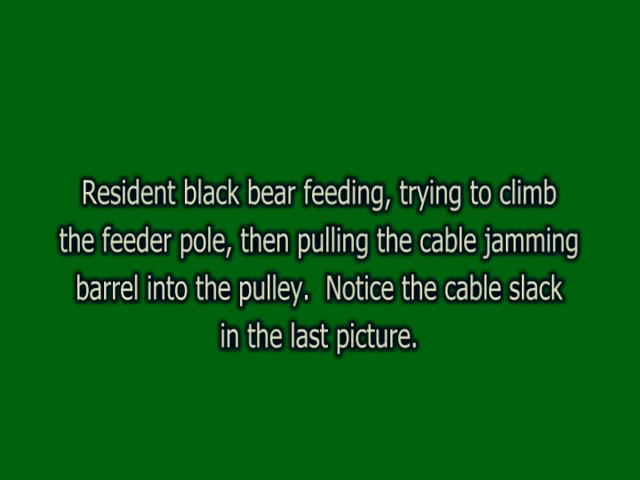 Resident black bear feeding, trying to climb
the feeder pole, then pulling the cable jamming
barrel into the pulley.  Notice the cable slack
in the last picture.